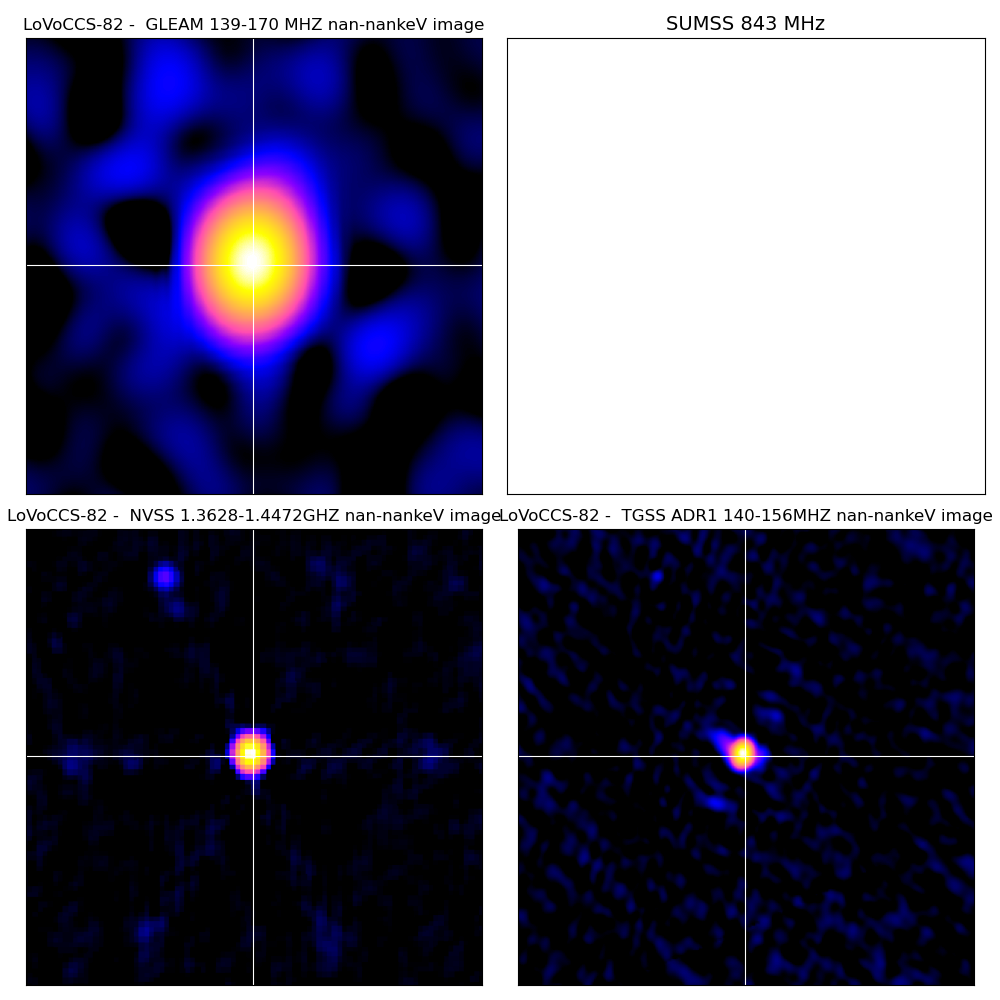 LoVoCCS-82 -  GLEAM 139-170 MHZ nan-nankeV image
SUMSS 843 MHz
LoVoCCS-82 -  NVSS 1.3628-1.4472GHZ nan-nankeV image
LoVoCCS-82 -  TGSS ADR1 140-156MHZ nan-nankeV image